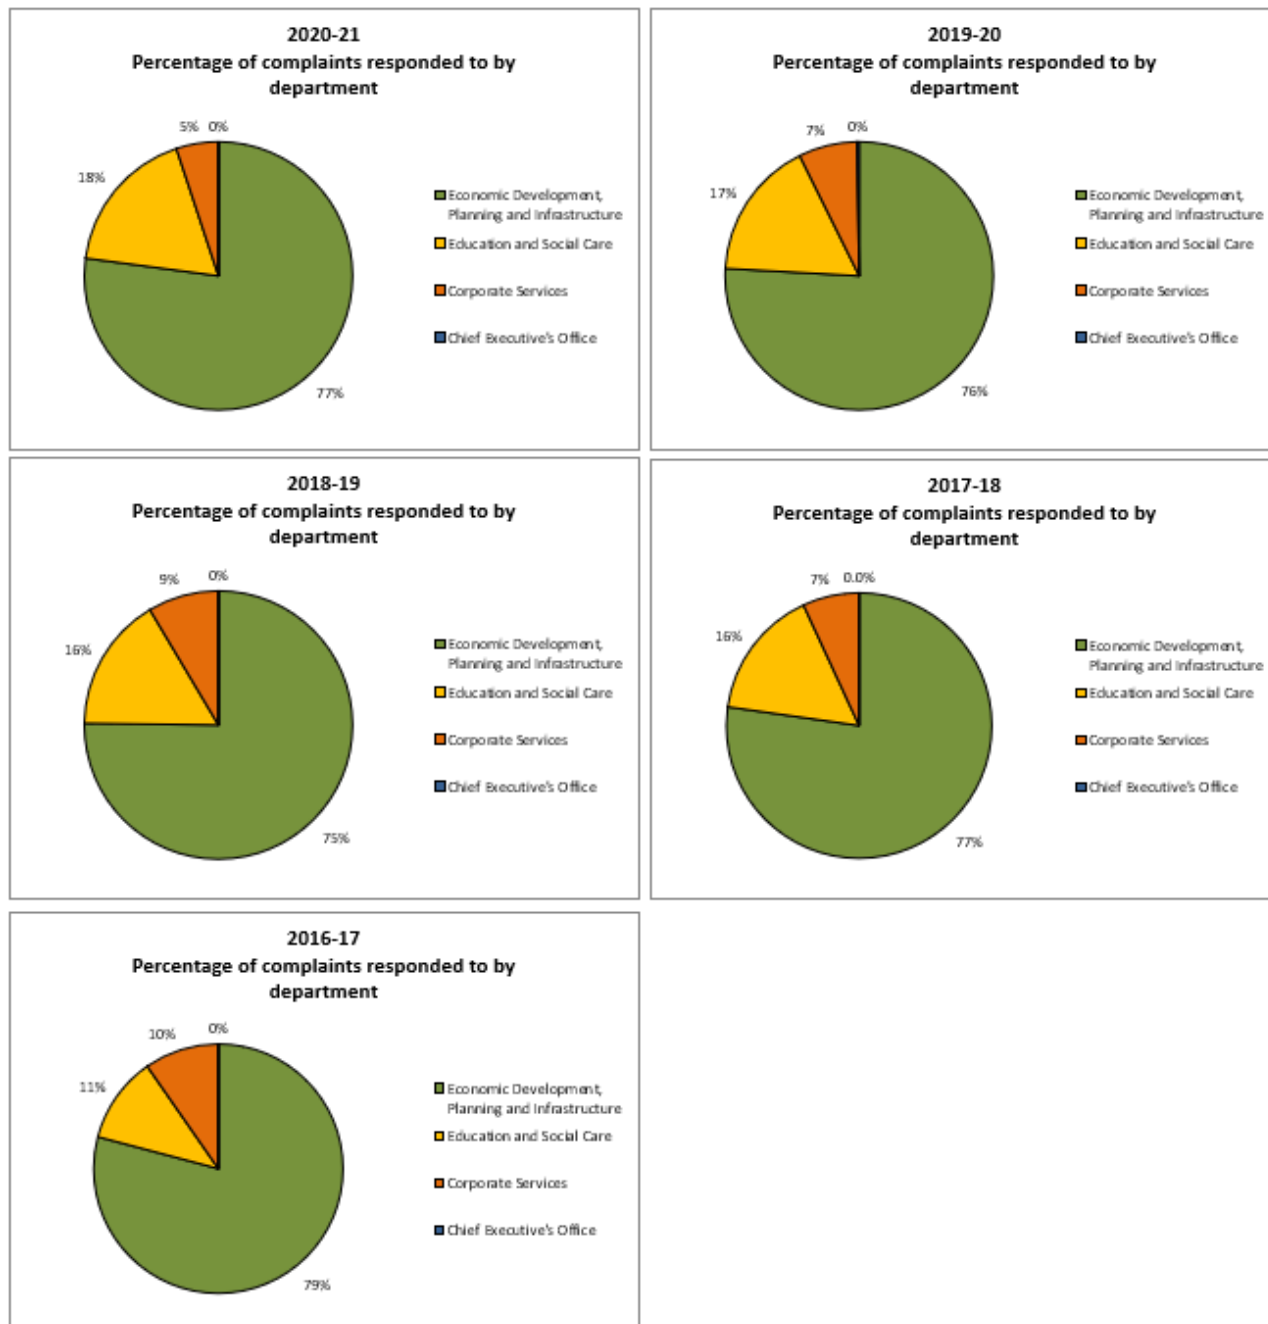 2020-21
Percentage of complaints responded to by
department
5% 0%
18%
77%
Economic Development,
Planning and Infrastructure
Education and Social Care
Corporate Services
Chief Executive's Office
2019-20
Percentage of complaints responded to by
department
7% 0%
17%
76%
Economic Development,
Planning and Infrastructure
Education and Social Care
Corporate Services
Chief Executive's Office
2018-19
Percentage of complaints responded to by
department
9% 0%
16%
75%
Economic Development,
Planning and Infrastructure
Education and Social Care
Corporate Services
Chief Executive's Office
2017-18
Percentage of complaints responded to by
department
7% 0.0%
16%
77%
Economic Development,
Planning and Infrastructure
Education and Social Care
Corporate Services
Chief Executive's Office
2016-17
Percentage of complaints responded to by
department
10% 0%
11%
79%
Economic Development,
Planning and Infrastructure
Education and Social Care
Corporate Services
Chief Executive's Office